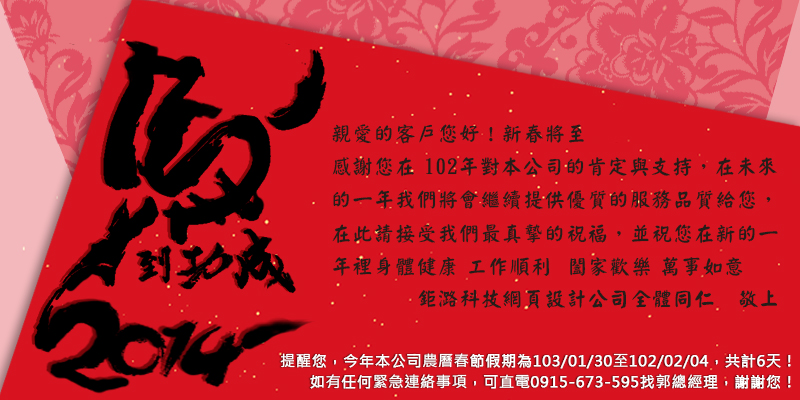 到功成
2014
親愛的客戶您好！新春將至
感謝您在 102年對本公司的肯定與支持，在未來
的一年我們將會繼續提供優質的服務品質給您，
在此請接受我們最真摯的祝福，並祝您在新的一
年裡身體健康 工作順利 闔家歡樂 萬事如意
鉅潞科技網頁設計公司全體同仁 敬上
提醒您，今年本公司農曆春節假期為103/01/30至102/02/04，共計6天！
如有任何緊急連絡事項，可直電0915-673-595找郭總經理，謝謝您！